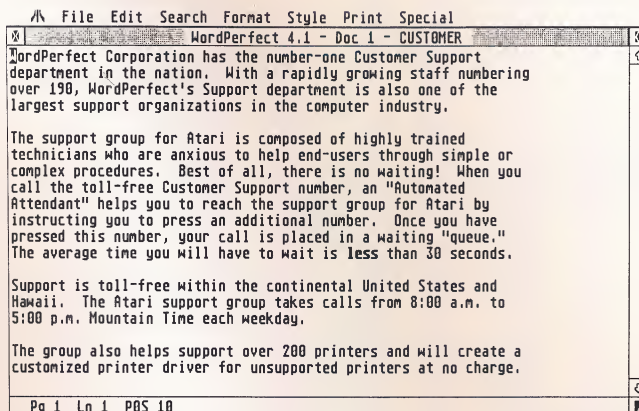 File Edit Search Format Style Print Special
WordPerfect 4.1 - Doc 1 - CUSTOMER
WordPerfect Corporation has the number-one Customer Support
department in the nation. With a rapidly growing staff numbering
over 190, WordPerfect's Support department is also one of the
largest support organizations in the computer industry.
The support group for Atari is composed of highly trained
technicians who are anxious to help end-users through simple or
complex procedures. Best of all, there is no waiting! When you
call the toll-free Customer Support number, an "Automated
Attendant" helps you to reach the support group for Atari by
instructing you to press an additional number. Once you have
pressed this number, your call is placed in a waiting "queue."
The average time you will have to wait is less than 30 seconds.
Support is toll-free within the continental United States and
Hawaii. The Atari support group takes calls from 8:00 a.m. to
5:00 p.m. Mountain Time each weekday.
The group also helps support over 200 printers and will create a
customized printer driver for unsupported printers at no charge.
Pg 1 Ln 1 POS 10